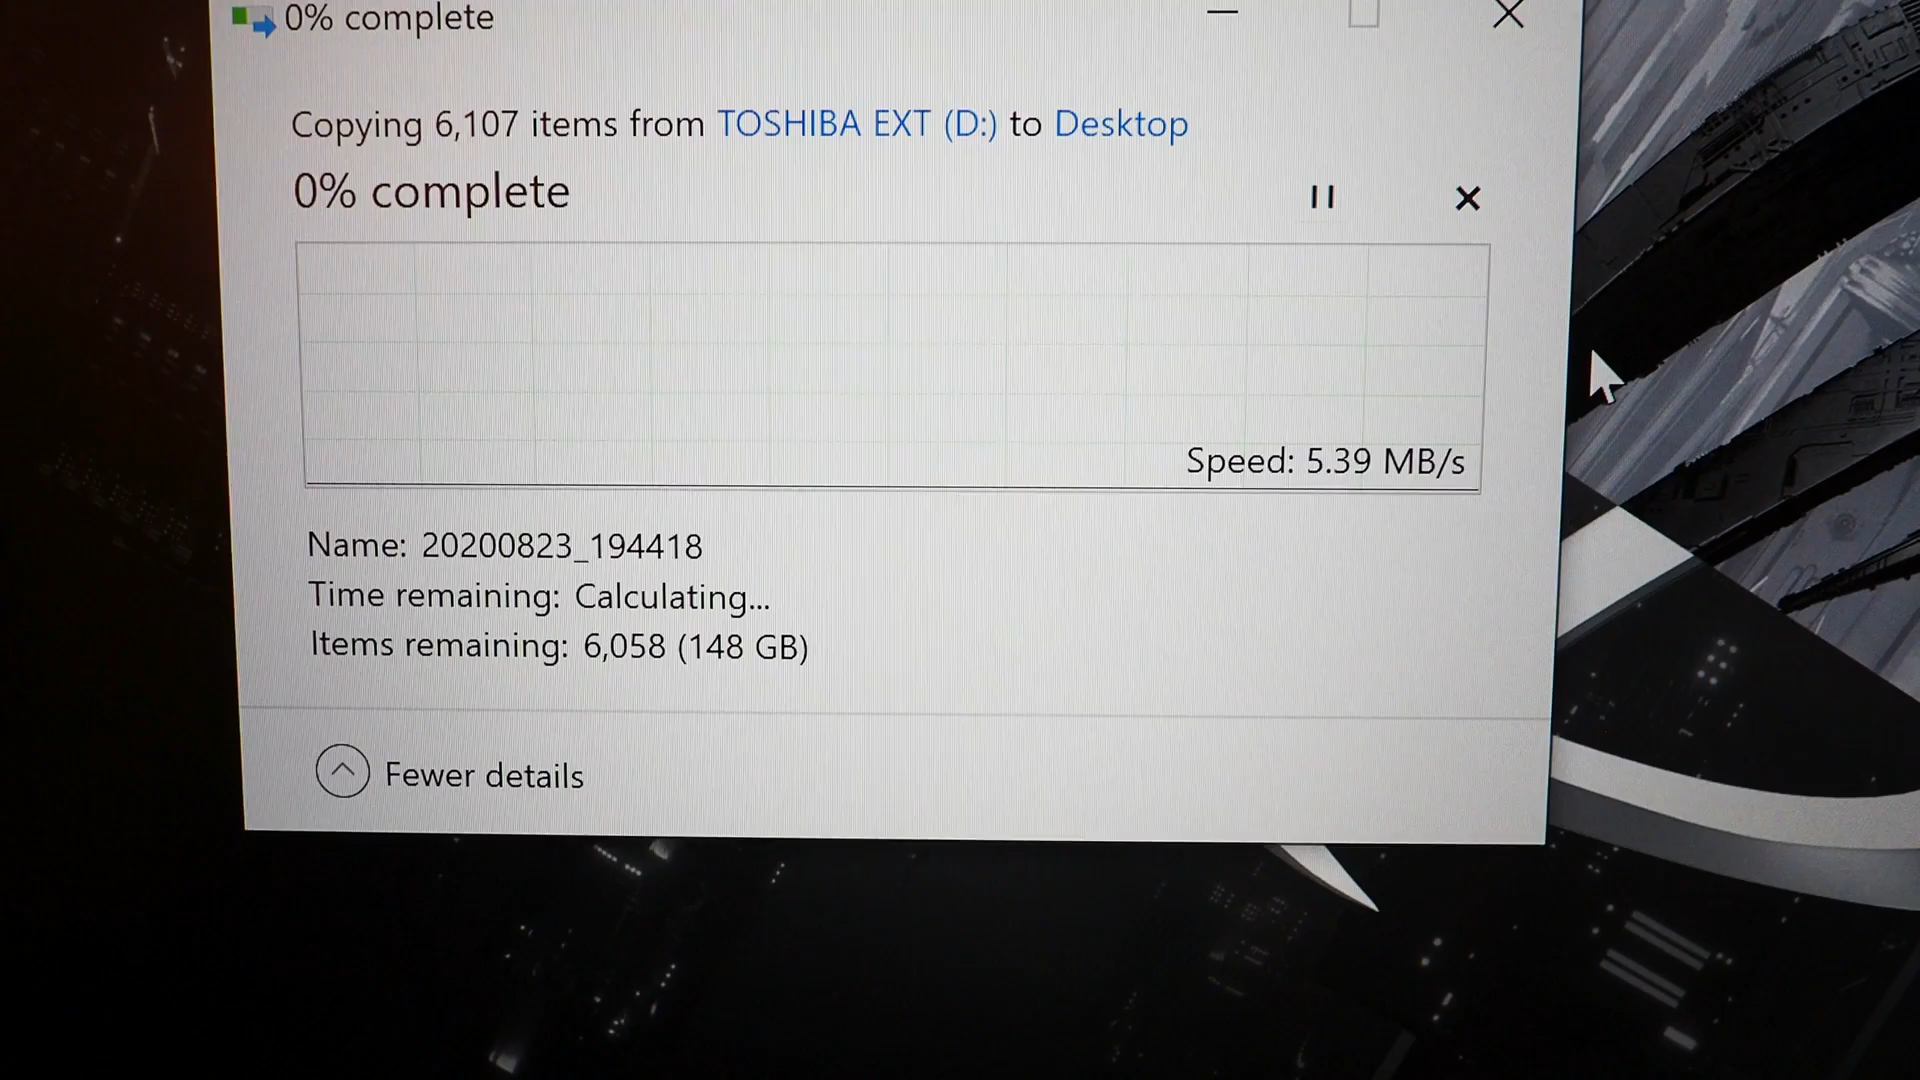 0% complete
Copying 6,107 items from TOSHIBA EXT (D:) to Desktop
0% complete
Speed: 5.39 MB/s
Name: 20200823_194418
Time remaining: Calculating...
Items remaining: 6,058 (148 GB)
Fewer details